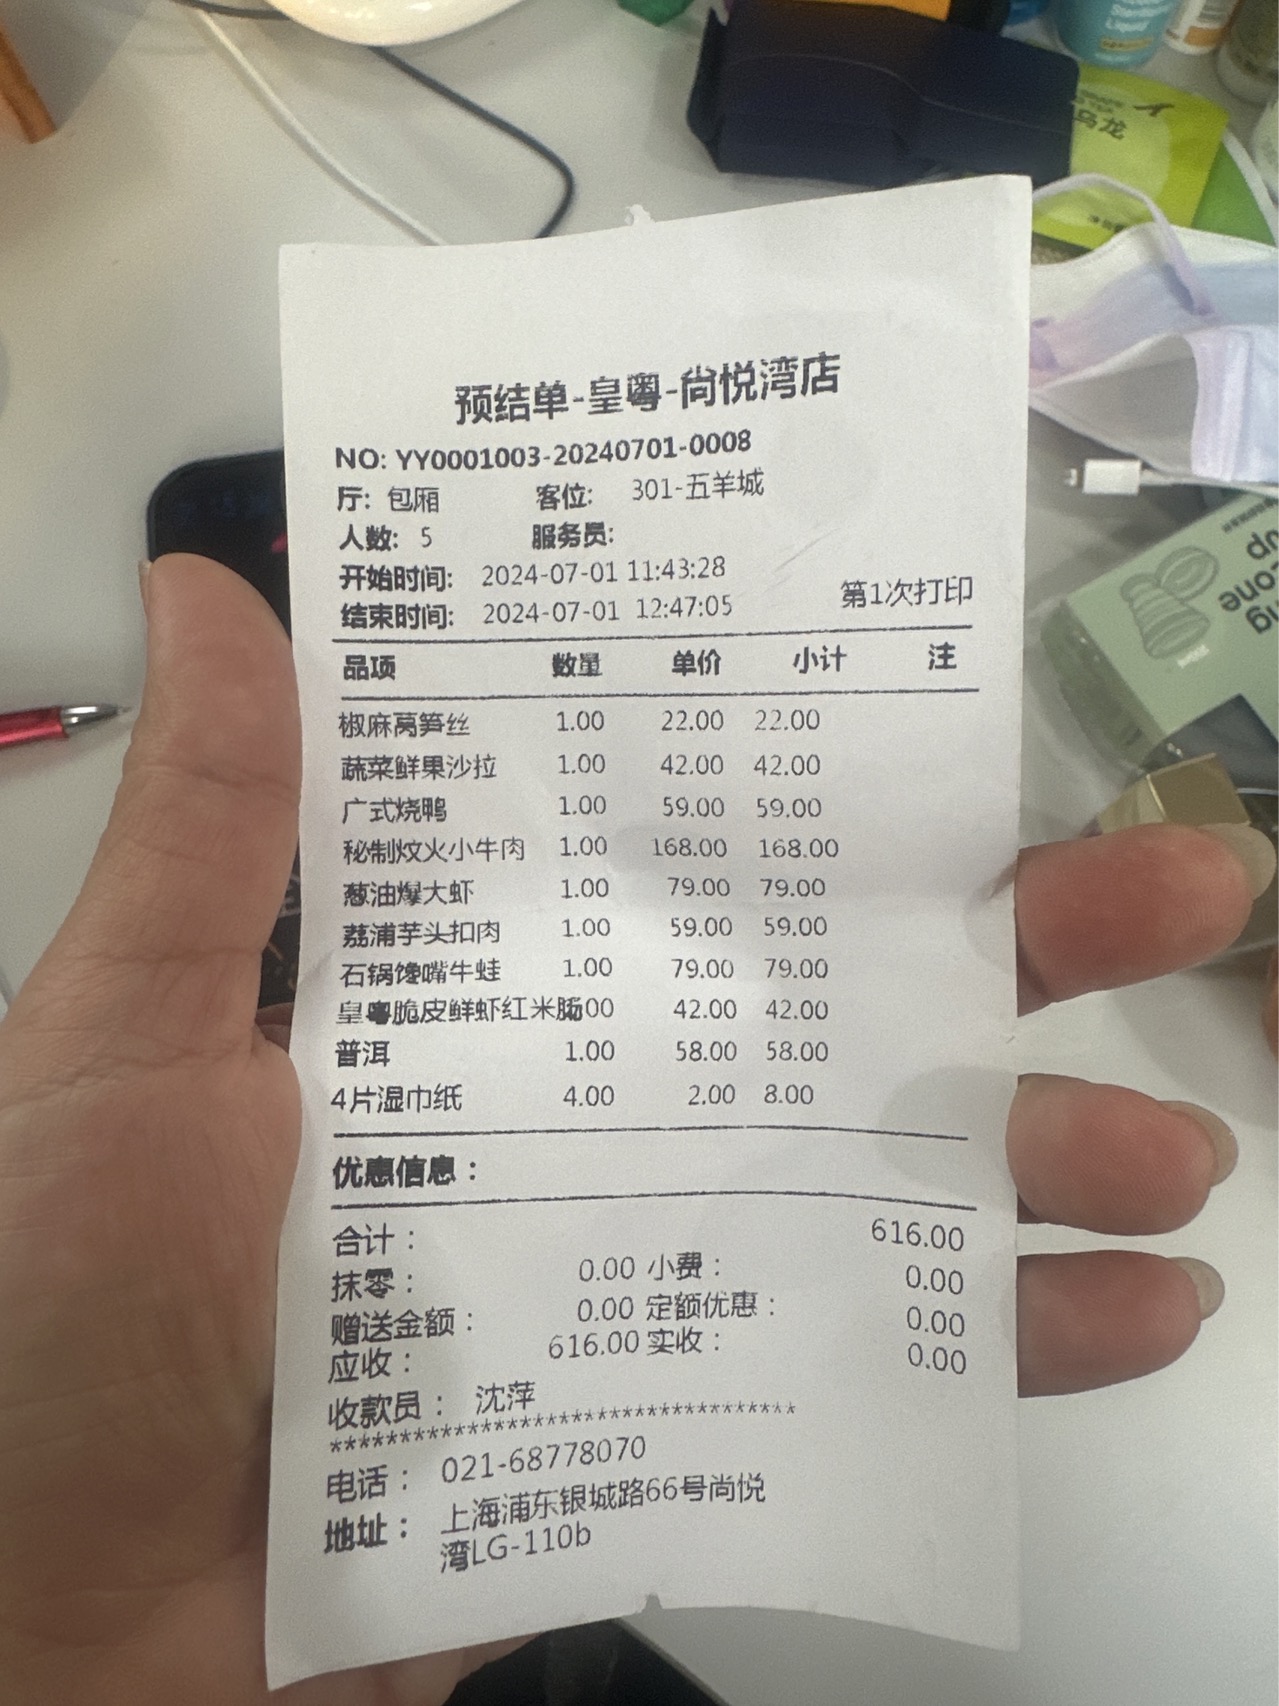 预结单-皇粤-尚悦湾店
NO: YY0001003-20240701-0008
厅: 包厢 客位: 301-五羊城
人数: 5 服务员:
开始时间: 2024-07-01 11:43:28
结束时间: 2024-07-01 12:47:05 第1次打印
品项 数量 单价 小计 注
椒麻莴笋丝 1.00 22.00 22.00
蔬菜鲜果沙拉 1.00 42.00 42.00
广式烧鸭 1.00 59.00 59.00
秘制炆火小牛肉 1.00 168.00 168.00
葱油爆大虾 1.00 79.00 79.00
荔浦芋头扣肉 1.00 59.00 59.00
石锅馋嘴牛蛙 1.00 79.00 79.00
皇粤脆皮鲜虾红米肠 00 42.00 42.00
普洱 1.00 58.00 58.00
4片湿巾纸 4.00 2.00 8.00
优惠信息：
合计： 616.00
抹零： 0.00 小费： 0.00
赠送金额： 0.00 定额优惠： 0.00
应收： 616.00 实收： 0.00
收款员： 沈萍
**********************************
电话： 021-68778070
地址： 上海浦东银城路66号尚悦
湾LG-110b
乌龙
up
cone
ng